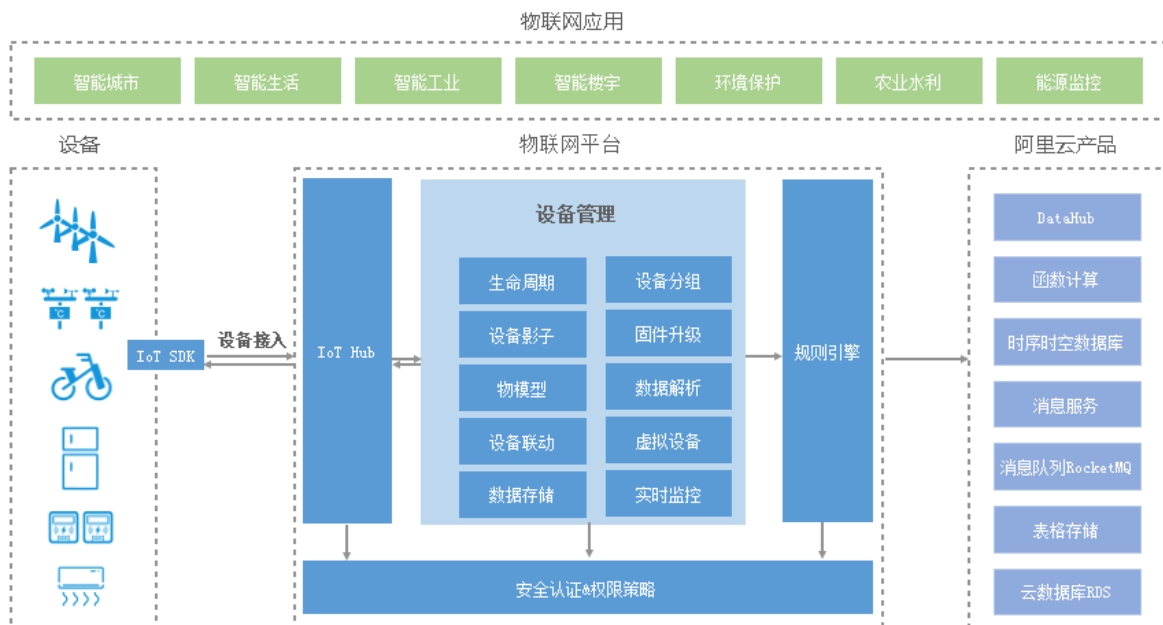 物联网应用
智能城市
智能生活
智能工业
智能楼宇
环境保护
农业水利
能源监控
设备
物联网平台
阿里云产品
IoT SDK
设备接入
IoT Hub
设备管理
生命周期
设备分组
设备影子
固件升级
物模型
数据解析
设备联动
虚拟设备
数据存储
实时监控
规则引擎
安全认证&权限策略
DataHub
函数计算
时序时空数据库
消息服务
消息队列RocketMQ
表格存储
云数据库RDS
℃
℃